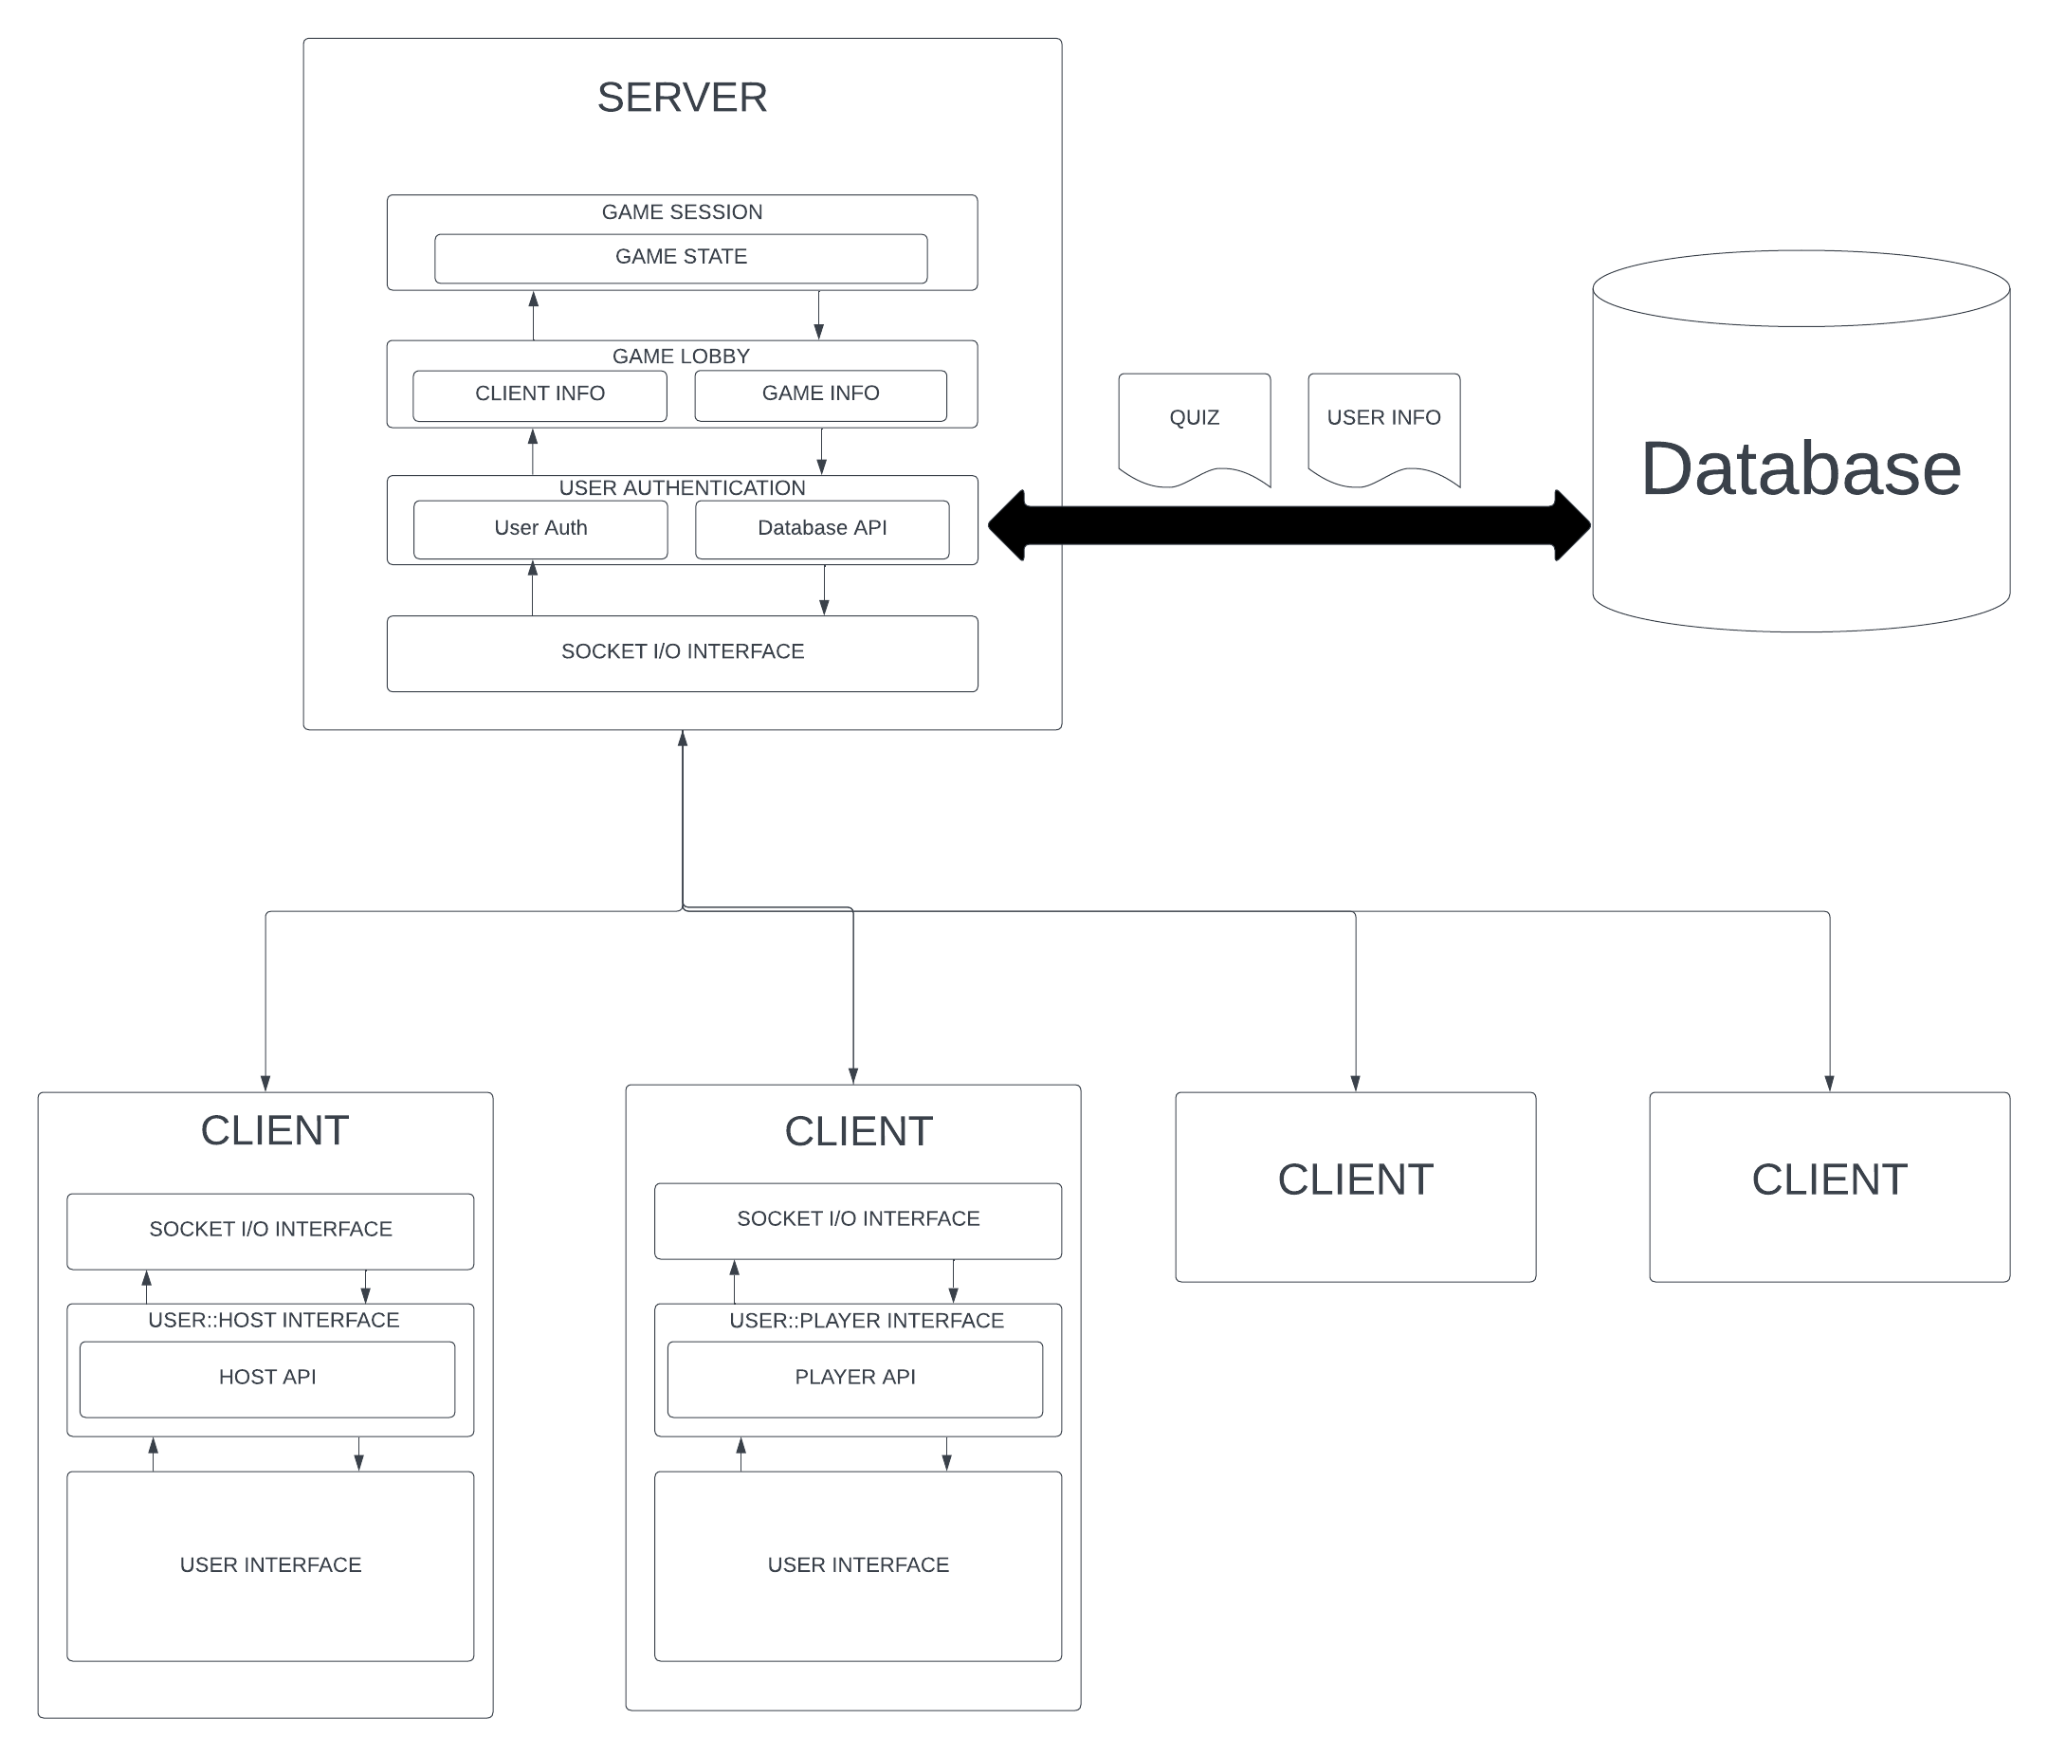 SERVER
GAME SESSION
GAME STATE
GAME LOBBY
CLIENT INFO
GAME INFO
USER AUTHENTICATION
User Auth
Database API
SOCKET I/O INTERFACE
QUIZ
USER INFO
Database
CLIENT
SOCKET I/O INTERFACE
USER::HOST INTERFACE
HOST API
USER INTERFACE
CLIENT
SOCKET I/O INTERFACE
USER::PLAYER INTERFACE
PLAYER API
USER INTERFACE
CLIENT
CLIENT